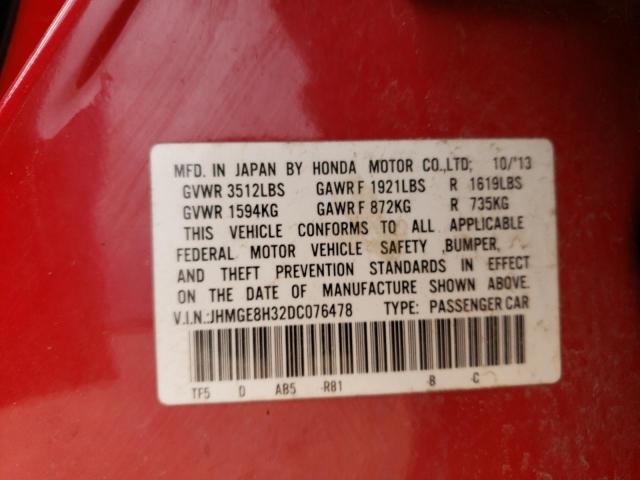 MFD. IN JAPAN BY HONDA MOTOR CO.,LTD; 10/'13
GVWR 3512LBS GAWR F 1921LBS R 1619LBS
GVWR 1594KG GAWR F 872KG R 735KG
THIS VEHICLE CONFORMS TO ALL APPLICABLE
FEDERAL MOTOR VEHICLE SAFETY ,BUMPER,
AND THEFT PREVENTION STANDARDS IN EFFECT
ON THE DATE OF MANUFACTURE SHOWN ABOVE.
V.I.N.:JHMGE8H32DC076478 TYPE: PASSENGER CAR
TF5 D AB5 -R81 -B -C